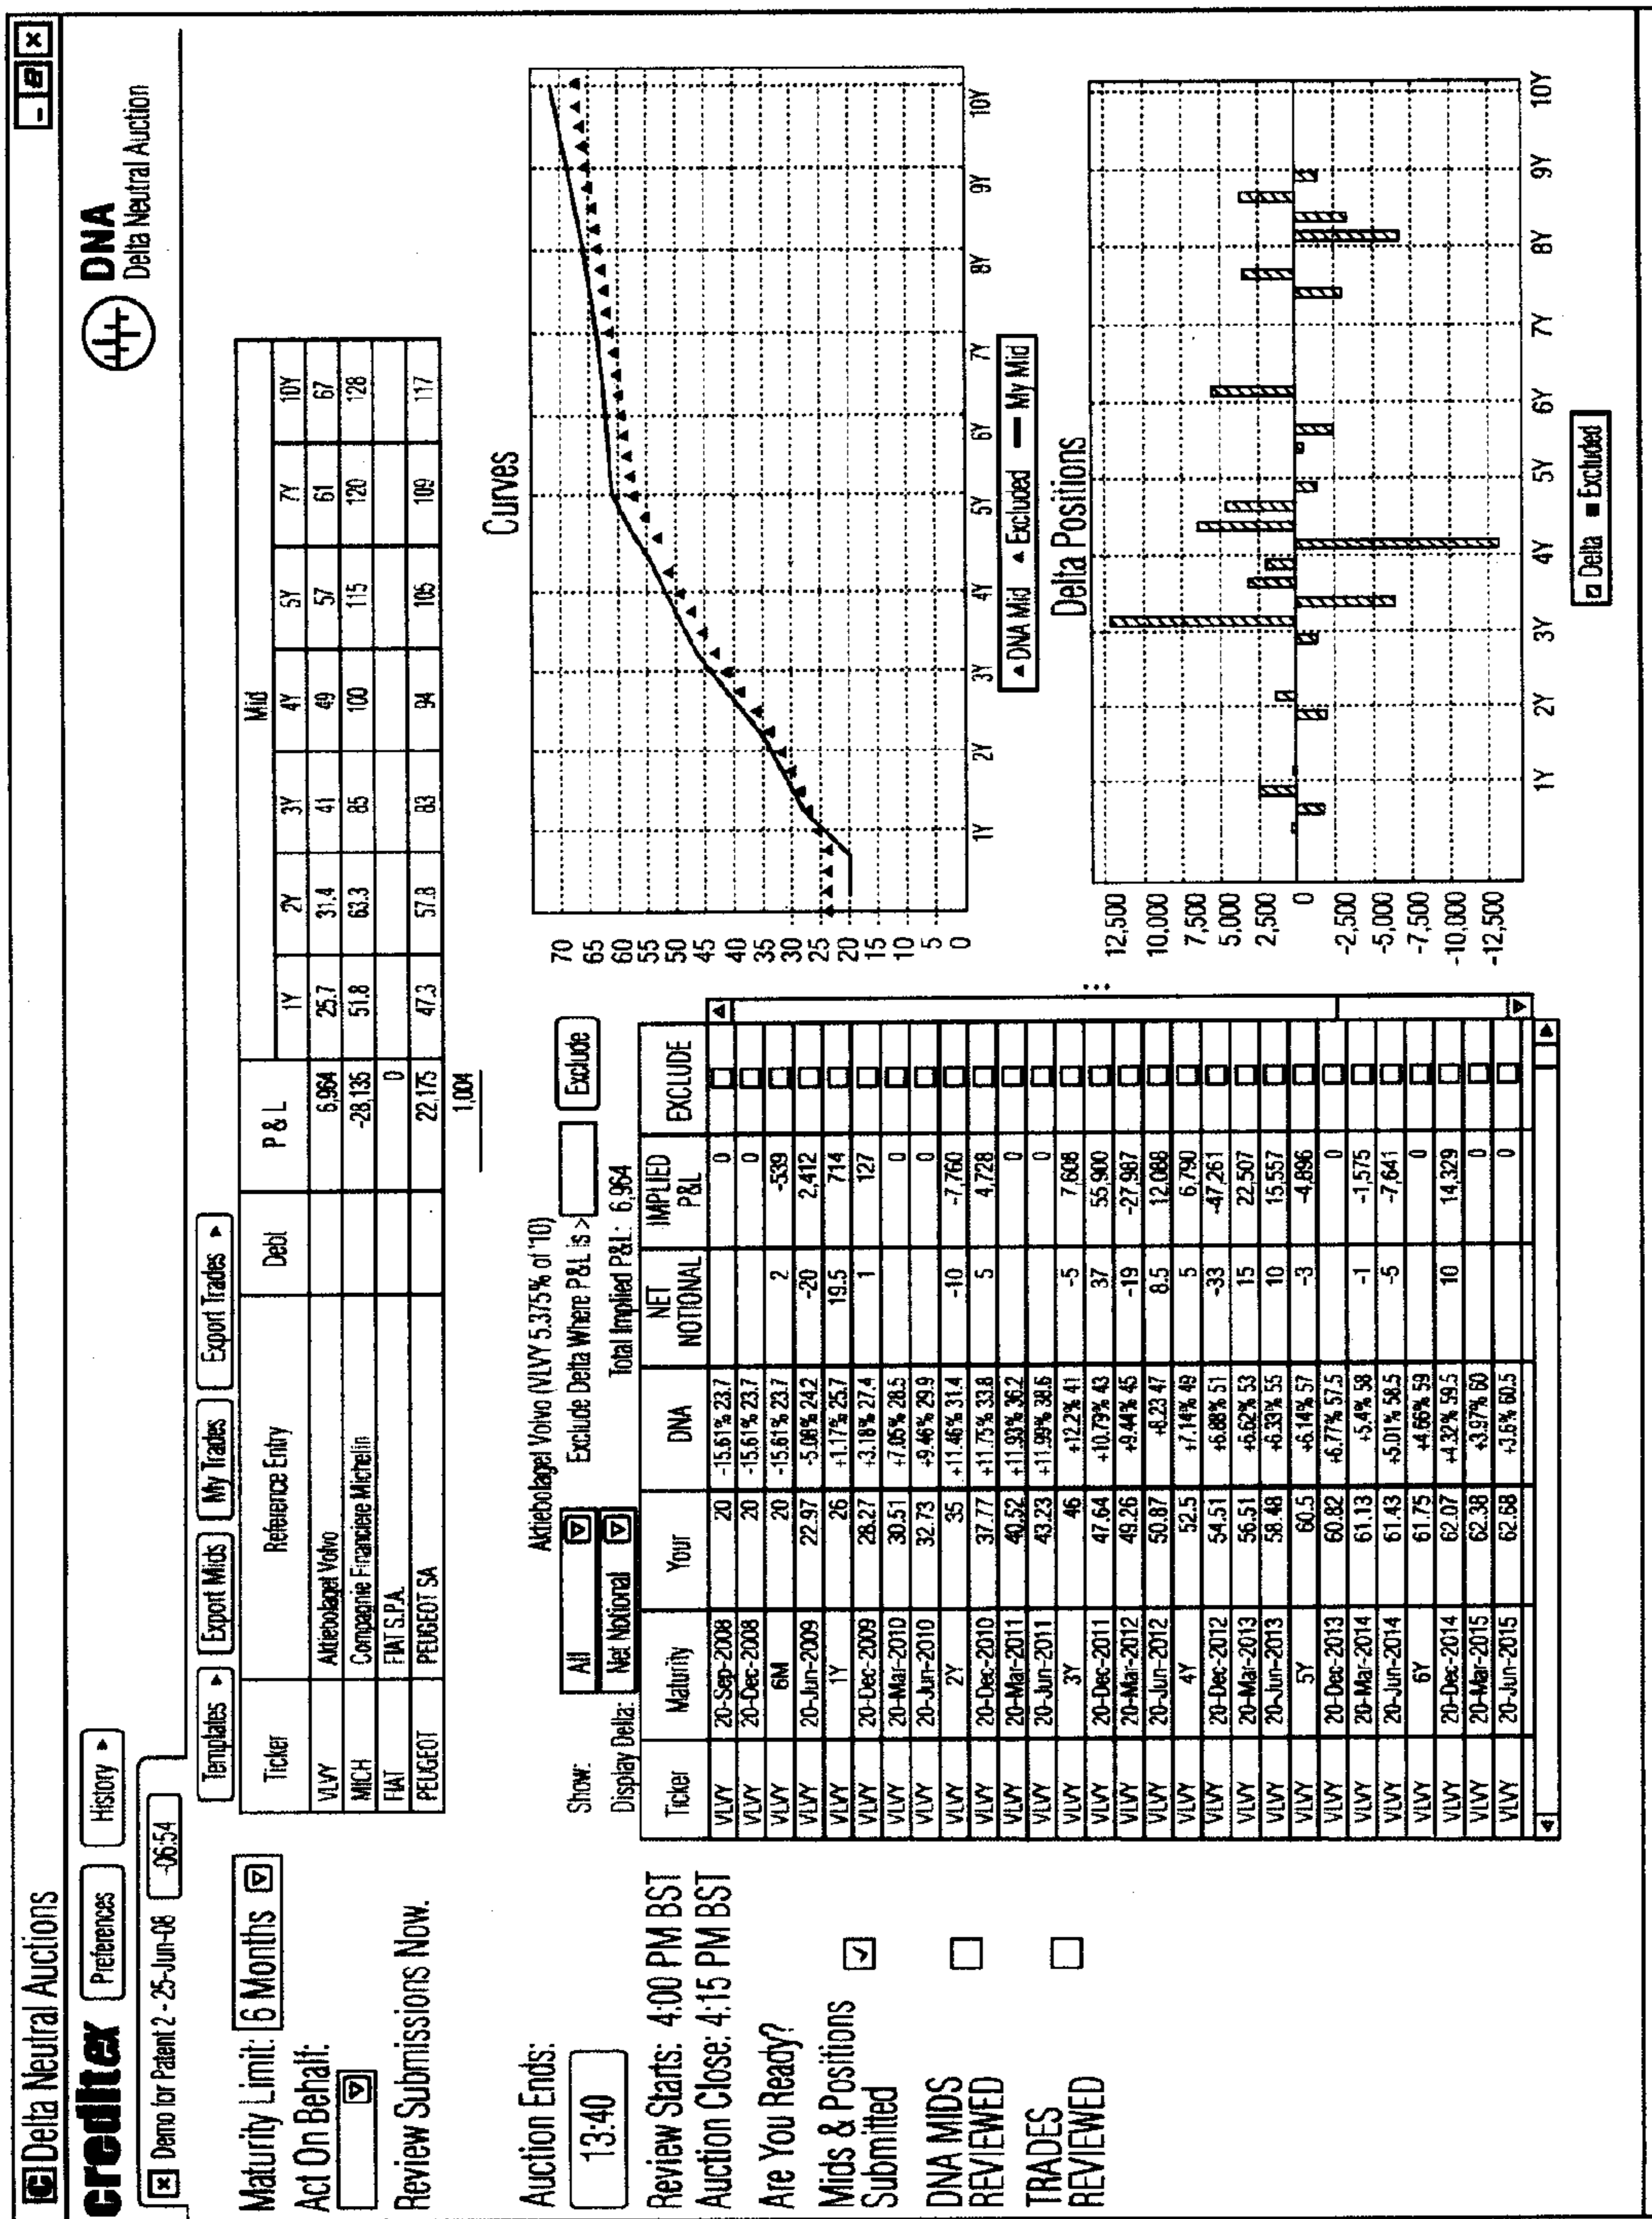 C Delta Neutral Auctions
creditex Preferences History
DNA
Delta Neutral Auction
Demo for Patent 2 - 25-Jun-08 -06:54
Maturity Limit: 6 Months
Act On Behalf:
Review Submissions Now.
Auction Ends:
13:40
Review Starts: 4:00 PM BST
Auction Close: 4:15 PM BST
Are You Ready?
Mids & Positions
Submitted
DNA MIDS
REVIEWED
TRADES
REVIEWED
Templates Export Mids My Trades Export Trades
Ticker Reference Entry Debt P & L Mid
1Y 2Y 3Y 4Y 5Y 7Y 10Y
VLVY Aktiebolaget Volvo 6,964 25.7 31.4 41 49 57 61 67
MICH Compagnie Financiere Michelin -28,135 51.8 63.3 85 100 115 120 128
FIAT FIAT S.P.A. 0
PEUGEOT PEUGEOT SA 22,175 47.3 57.8 83 94 106 109 117
1,004
Aktiebolaget Volvo (VLVY 5.375% of '10)
Show: All Exclude Delta Where P&L is > Exclude
Display Delta: Net Notional Total Implied P&L: 6,964
Ticker Maturity Your DNA NET NOTIONAL IMPLIED P&L EXCLUDE
VLVY 20-Sep-2008 20 -15.61% 23.7 0
VLVY 20-Dec-2008 20 -15.61% 23.7 0
VLVY 6M 20 -15.61% 23.7 2 -539
VLVY 20-Jun-2009 22.97 -5.08% 24.2 -20 2,412
VLVY 1Y 26 +1.17% 25.7 19.5 714
VLVY 20-Dec-2009 28.27 +3.18% 27.4 1 127
VLVY 20-Mar-2010 30.51 +7.05% 28.5 0
VLVY 20-Jun-2010 32.73 +9.46% 29.9 0
VLVY 2Y 35 +11.46% 31.4 -10 -7,760
VLVY 20-Dec-2010 37.77 +11.75% 33.8 5 4,728
VLVY 20-Mar-2011 40.52 +11.93% 36.2 0
VLVY 20-Jun-2011 43.23 +11.99% 38.6 0
VLVY 3Y 46 +12.2% 41 -5 7,608
VLVY 20-Dec-2011 47.64 +10.79% 43 37 55,900
VLVY 20-Mar-2012 49.26 +9.44% 45 -19 -27,987
VLVY 20-Jun-2012 50.87 +8.23 47 8.5 12,088
VLVY 4Y 52.5 +7.14% 49 5 6,790
VLVY 20-Dec-2012 54.51 +6.88% 51 -33 -47,261
VLVY 20-Mar-2013 56.51 +6.62% 53 15 22,507
VLVY 20-Jun-2013 58.48 +6.33% 55 10 15,557
VLVY 5Y 60.5 +6.14% 57 -3 -4,896
VLVY 20-Dec-2013 60.82 +6.77% 57.5 0
VLVY 20-Mar-2014 61.13 +5.4% 58 -1 -1,575
VLVY 20-Jun-2014 61.43 +5.01% 58.5 -5 -7,641
VLVY 6Y 61.75 +4.66% 59 0
VLVY 20-Dec-2014 62.07 +4.32% 59.5 10 14,329
VLVY 20-Mar-2015 62.38 +3.97% 60 0
VLVY 20-Jun-2015 62.68 +3.6% 60.5 0
Curves
70
65
60
55
50
45
40
35
30
25
20
15
10
5
0
1Y 2Y 3Y 4Y 5Y 6Y 7Y 8Y 9Y 10Y
DNA Mid Excluded My Mid
Delta Positions
12,500
10,000
7,500
5,000
2,500
0
-2,500
-5,000
-7,500
-10,000
-12,500
1Y 2Y 3Y 4Y 5Y 6Y 7Y 8Y 9Y 10Y
Delta Excluded